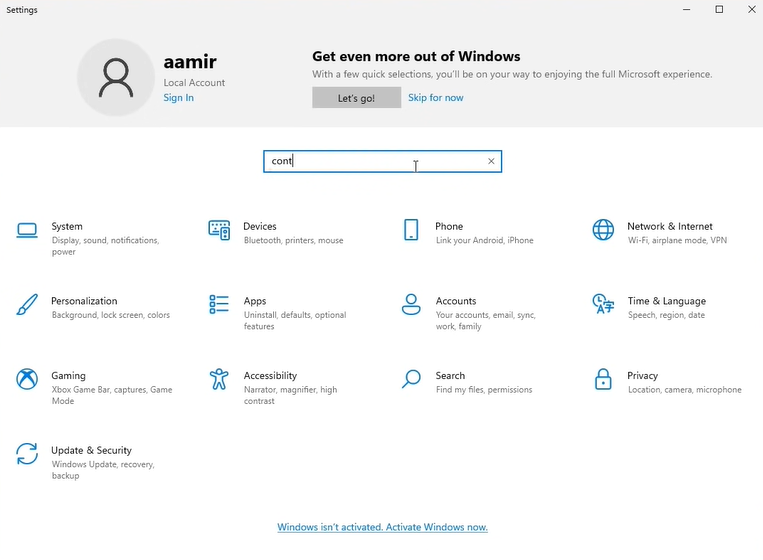 Settings
aamir
Local Account
Sign In
Get even more out of Windows
With a few quick selections, you'll be on your way to enjoying the full Microsoft experience.
Let's go!
Skip for now
cont
System
Display, sound, notifications,
power
Devices
Bluetooth, printers, mouse
Phone
Link your Android, iPhone
Network & Internet
Wi-Fi, airplane mode, VPN
Personalization
Background, lock screen, colors
Apps
Uninstall, defaults, optional
features
Accounts
Your accounts, email, sync,
work, family
Time & Language
Speech, region, date
Gaming
Xbox Game Bar, captures, Game
Mode
Accessibility
Narrator, magnifier, high
contrast
Search
Find my files, permissions
Privacy
Location, camera, microphone
Update & Security
Windows Update, recovery,
backup
Windows isn't activated. Activate Windows now.